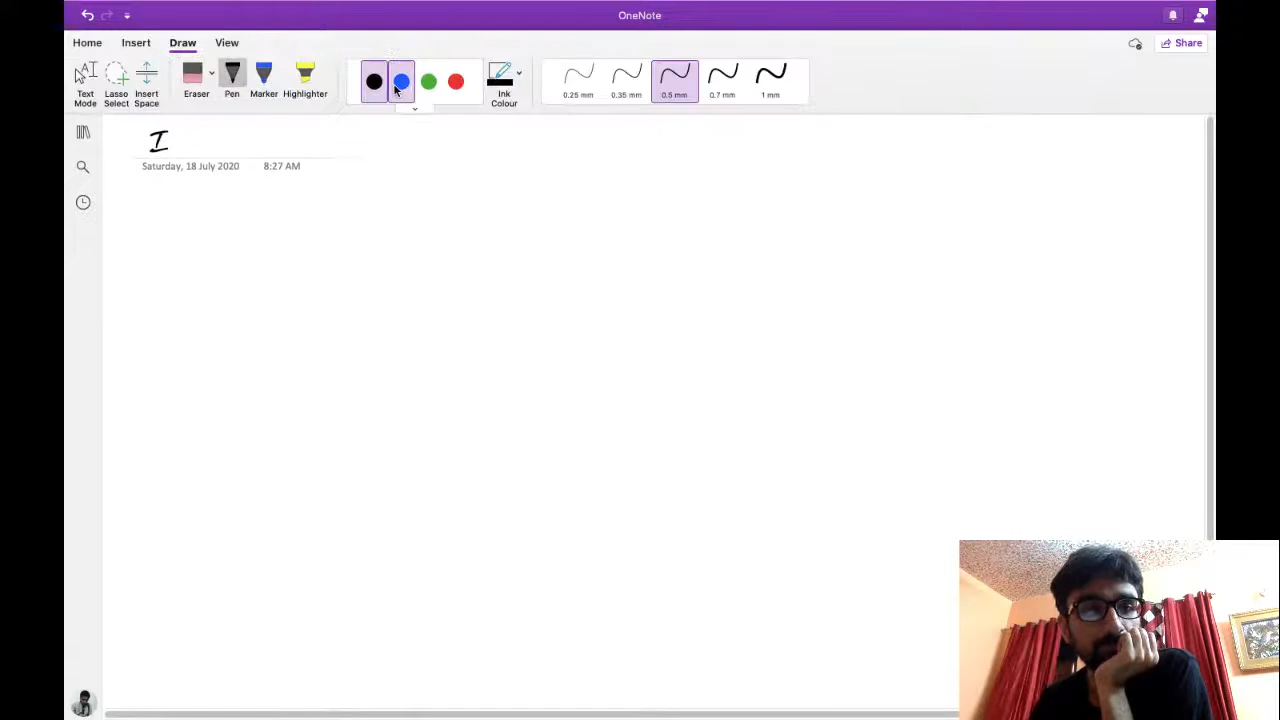 OneNote
Home Insert Draw View Share
Text Mode
Lasso Select
Insert Space
Eraser
Pen
Marker
Highlighter
Ink Colour
0.25 mm
0.35 mm
0.5 mm
0.7 mm
1 mm
I
Saturday, 18 July 2020 8:27 AM